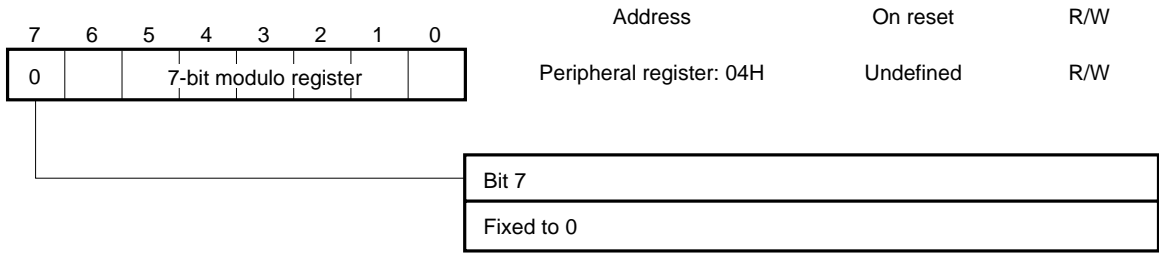 Address On reset R/W
7 6 5 4 3 2 1 0
0 7-bit modulo register Peripheral register: 04H Undefined R/W
Bit 7
Fixed to 0